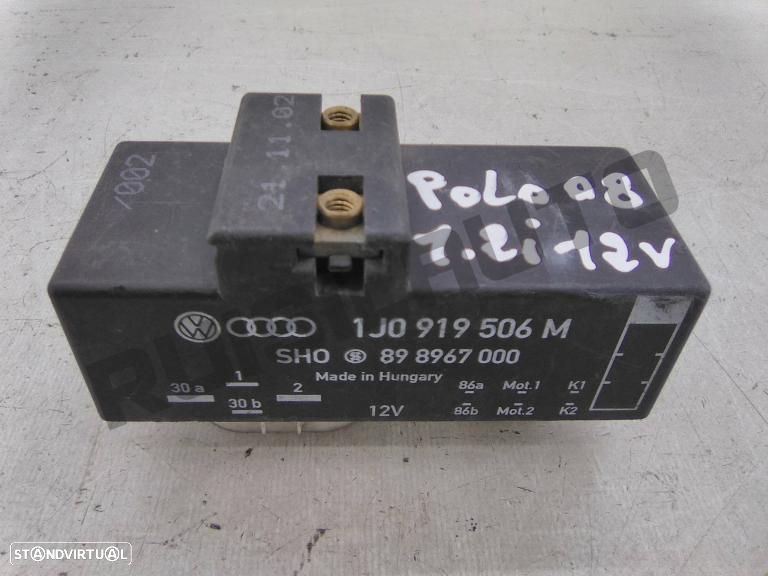 21.11.02
/002
POLO 08
1.2i 12v
1J0 919 506 M
SHO 89 8967 000
Made in Hungary
30 a 1 2
30 b
12V
86a Mot.1 K1
86b Mot.2 K2
STANDVIRTUAL